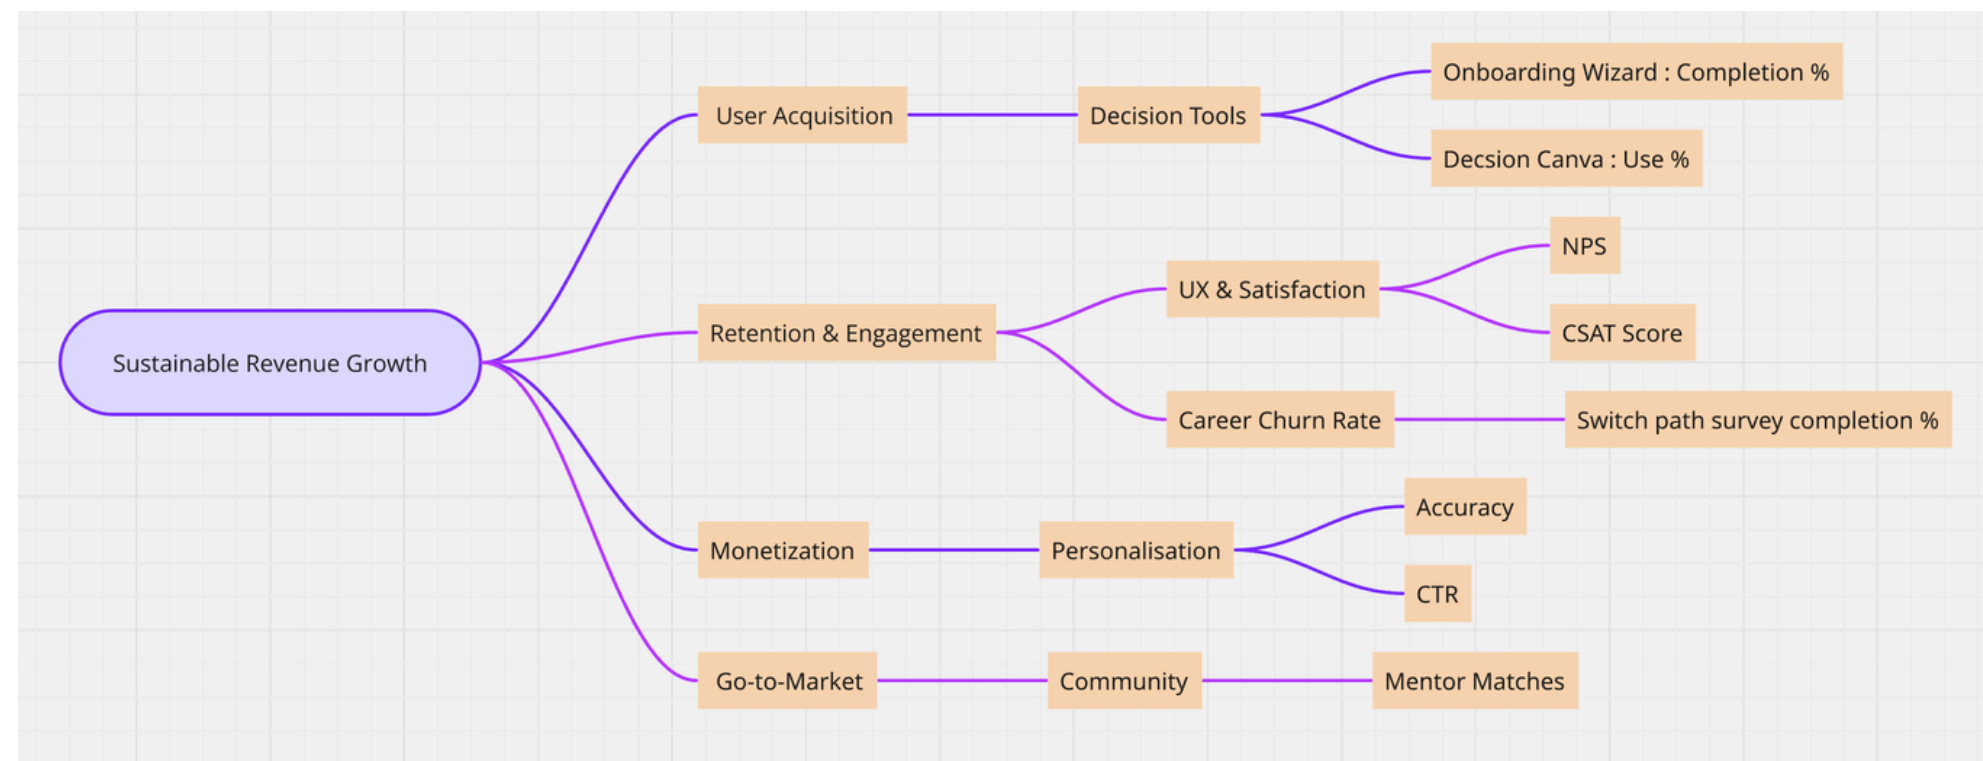 Sustainable Revenue Growth
User Acquisition
Decision Tools
Onboarding Wizard : Completion %
Decsion Canva : Use %
Retention & Engagement
UX & Satisfaction
NPS
CSAT Score
Career Churn Rate
Switch path survey completion %
Monetization
Personalisation
Accuracy
CTR
Go-to-Market
Community
Mentor Matches